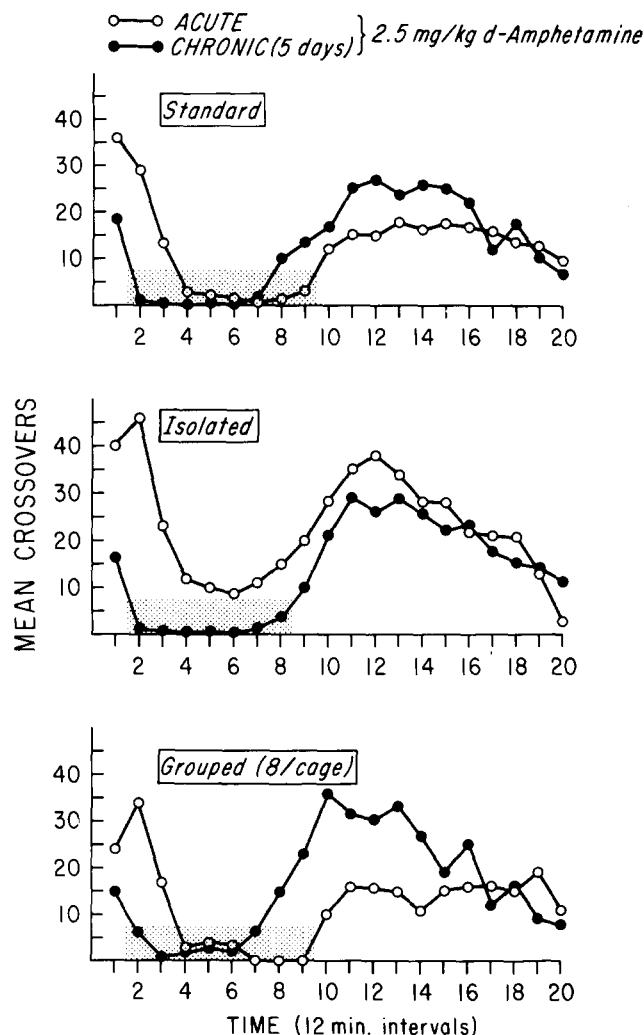 ACUTE
CHRONIC (5 days) } 2.5 mg/kg d-Amphetamine
Standard
40
30
20
10
2 4 6 8 10 12 14 16 18 20
Isolated
40
30
20
10
2 4 6 8 10 12 14 16 18 20
Grouped (8/cage)
40
30
20
10
2 4 6 8 10 12 14 16 18 20
MEAN CROSSOVERS
TIME (12 min. intervals)